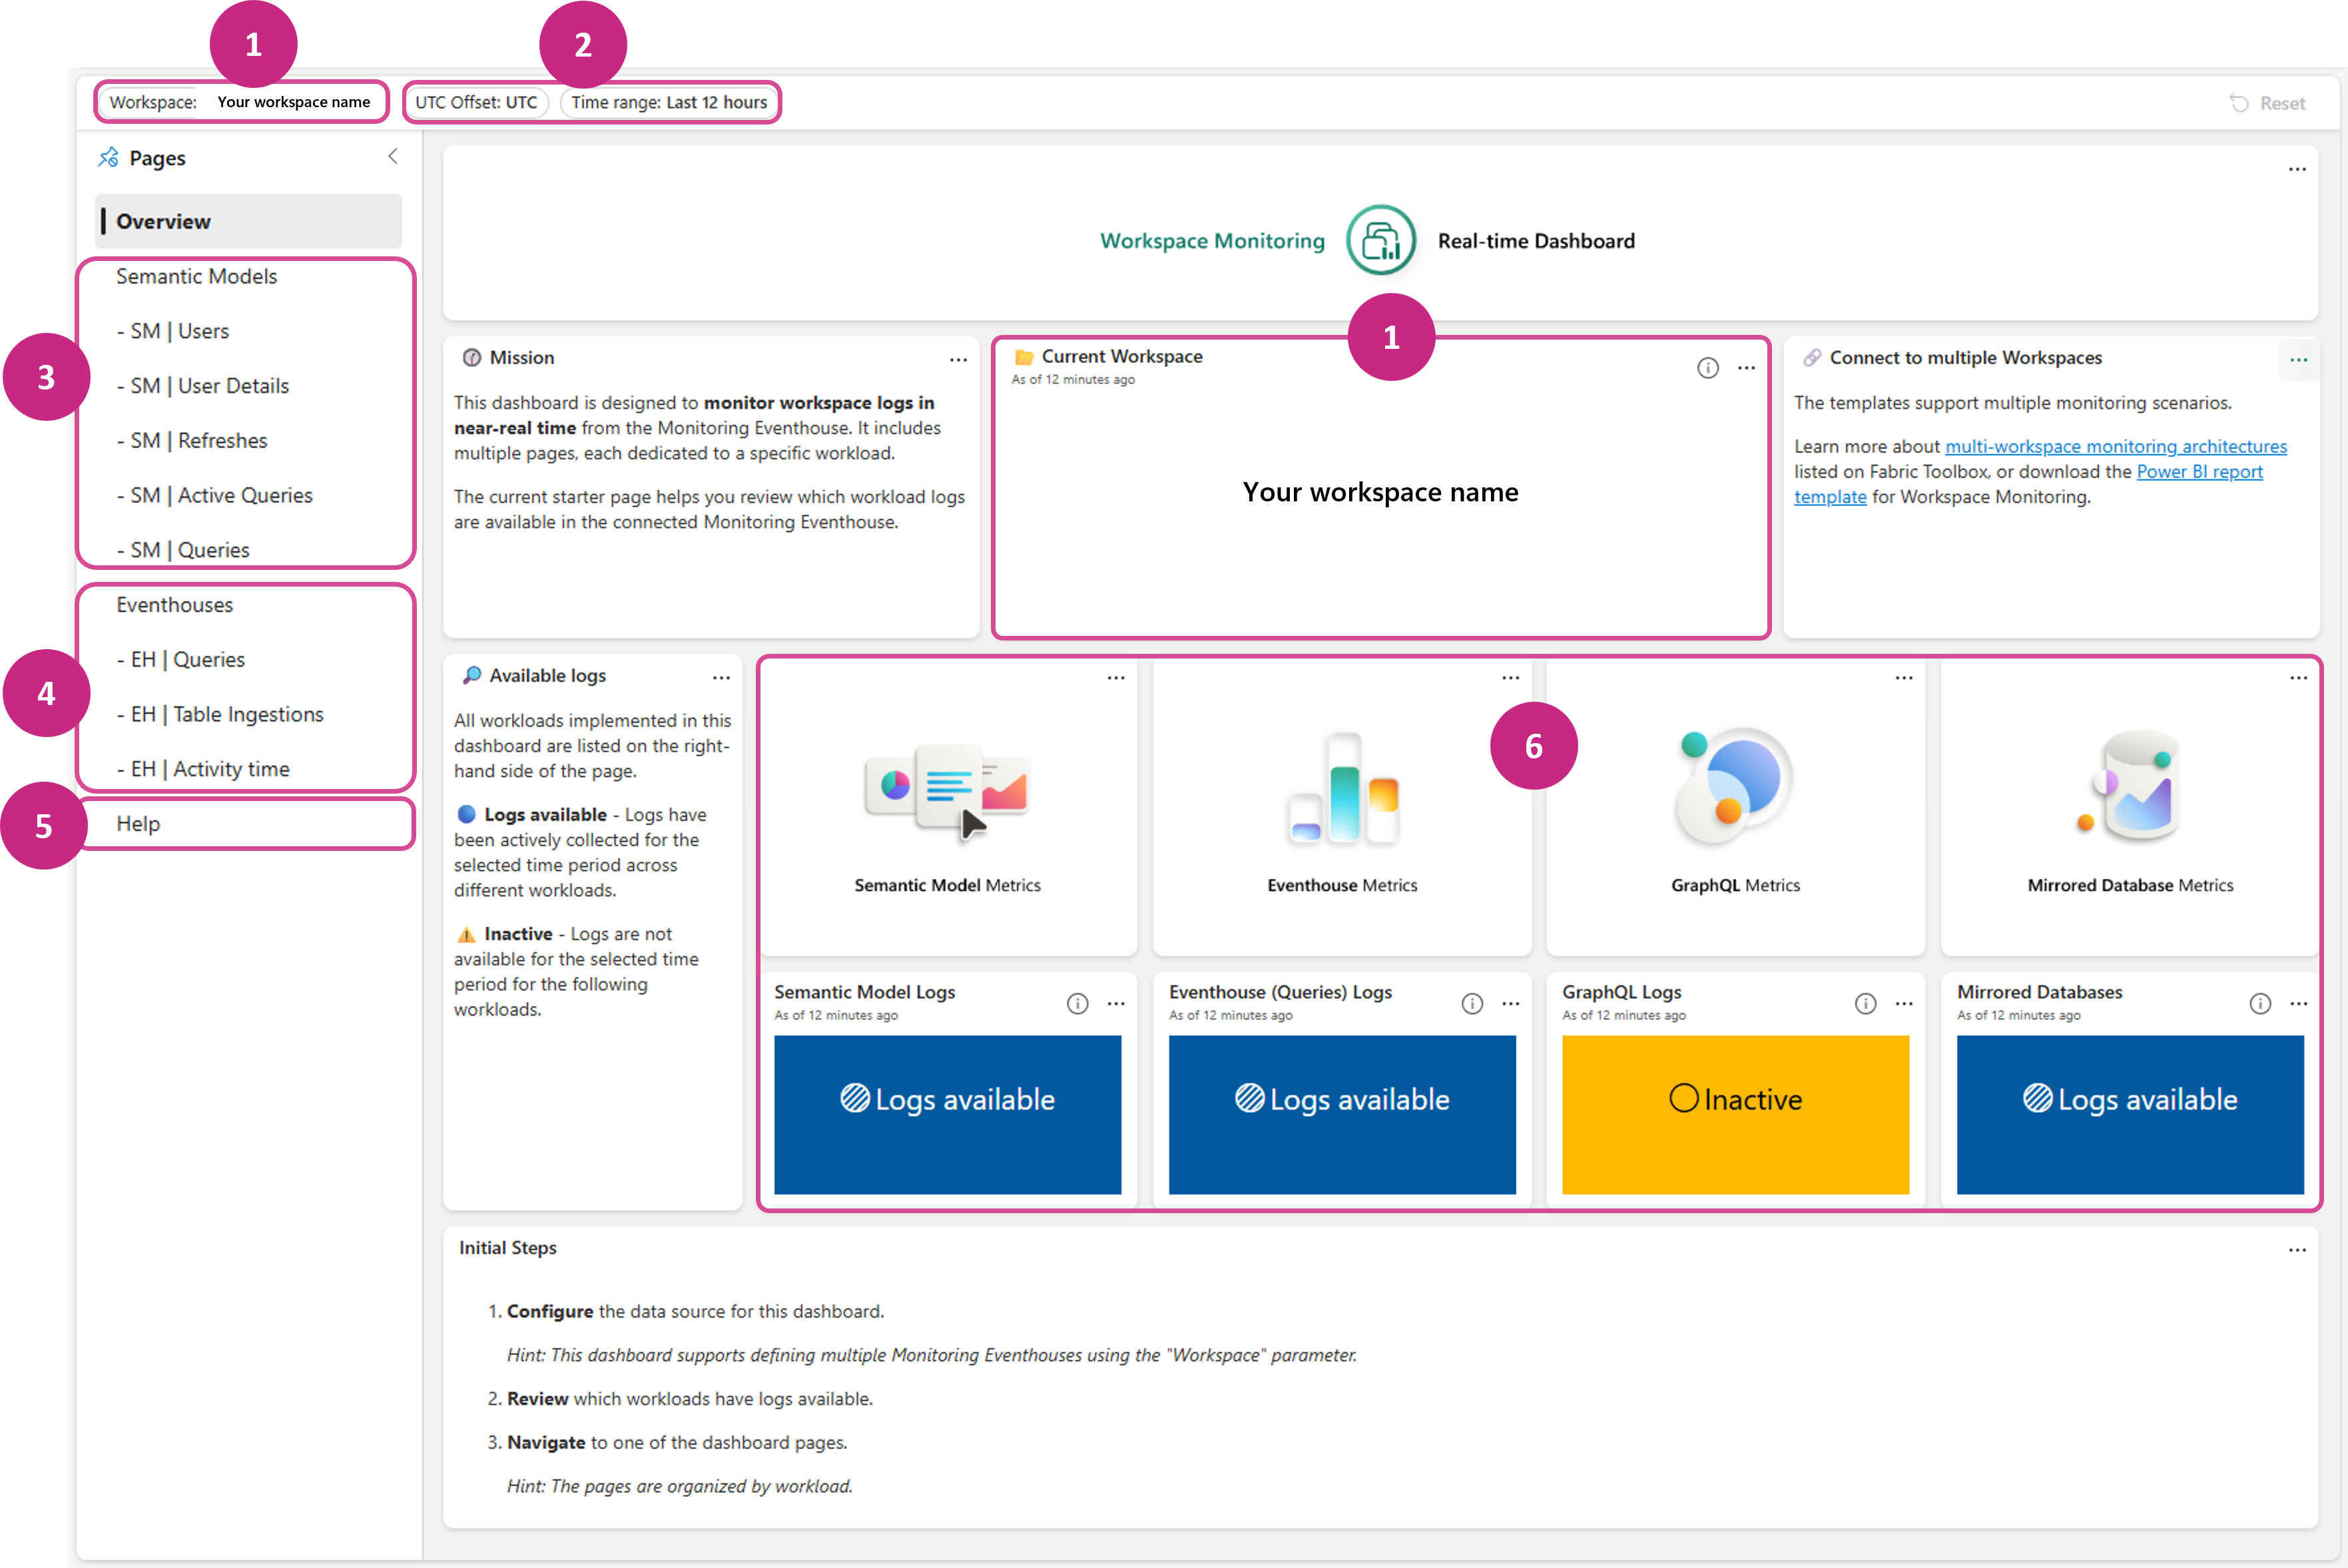 1
2
Workspace: Your workspace name
UTC Offset: UTC
Time range: Last 12 hours
Reset
Pages
Overview
Semantic Models
- SM | Users
- SM | User Details
- SM | Refreshes
- SM | Active Queries
- SM | Queries
3
Eventhouses
- EH | Queries
- EH | Table Ingestions
- EH | Activity time
4
Help
5
Workspace Monitoring
Real-time Dashboard
Mission
This dashboard is designed to monitor workspace logs in
near-real time from the Monitoring Eventhouse. It includes
multiple pages, each dedicated to a specific workload.
The current starter page helps you review which workload logs
are available in the connected Monitoring Eventhouse.
1
Current Workspace
As of 12 minutes ago
Your workspace name
Connect to multiple Workspaces
The templates support multiple monitoring scenarios.
Learn more about multi-workspace monitoring architectures
listed on Fabric Toolbox, or download the Power BI report
template for Workspace Monitoring.
Available logs
All workloads implemented in this
dashboard are listed on the right-
hand side of the page.
Logs available - Logs have
been actively collected for the
selected time period across
different workloads.
Inactive - Logs are not
available for the selected time
period for the following
workloads.
6
Semantic Model Metrics
Eventhouse Metrics
GraphQL Metrics
Mirrored Database Metrics
Semantic Model Logs
As of 12 minutes ago
Logs available
Eventhouse (Queries) Logs
As of 12 minutes ago
Logs available
GraphQL Logs
As of 12 minutes ago
Inactive
Mirrored Databases
As of 12 minutes ago
Logs available
Initial Steps
1. Configure the data source for this dashboard.
Hint: This dashboard supports defining multiple Monitoring Eventhouses using the "Workspace" parameter.
2. Review which workloads have logs available.
3. Navigate to one of the dashboard pages.
Hint: The pages are organized by workload.